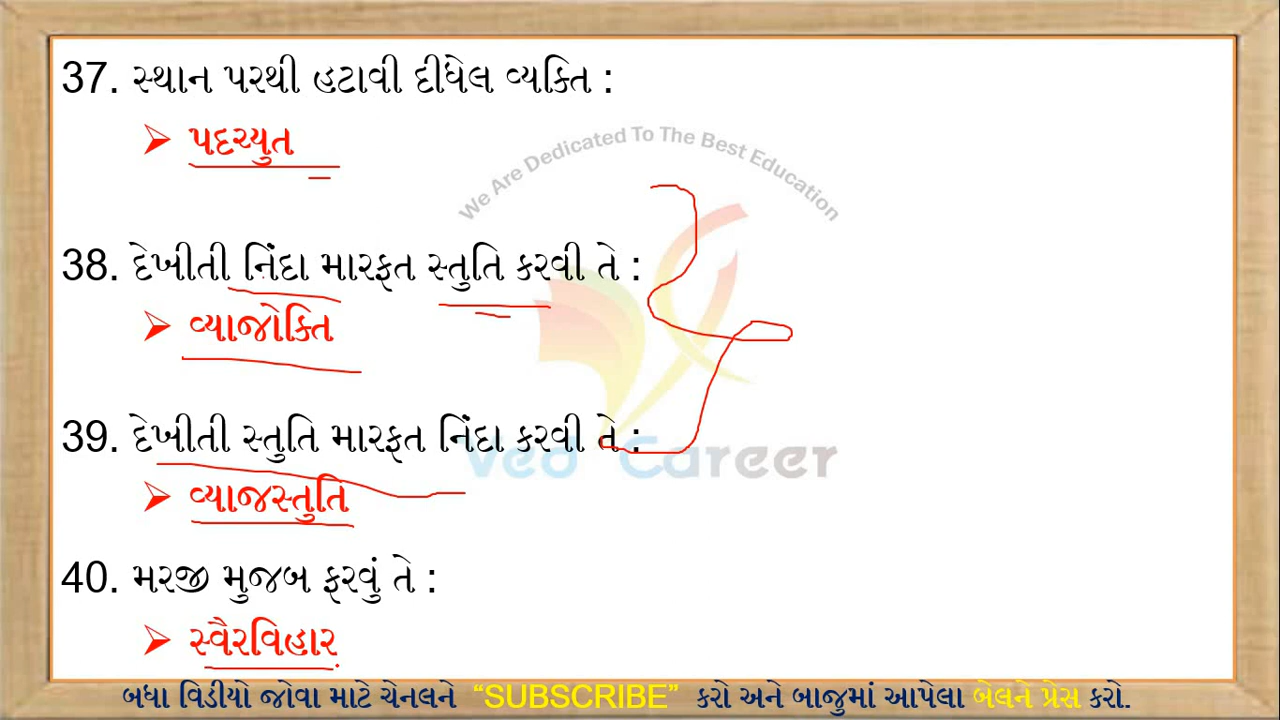 37. સ્થાન પરથી હટાવી દીધેલ વ્યક્તિ :
➢ પદચ્યુત
We Are Dedicated To The Best Education
38. દેખીતી નિંદા મારફત સ્તુતિ કરવી તે :
➢ વ્યાજોક્તિ
39. દેખીતી સ્તુતિ મારફત નિંદા કરવી તે :
Ved Career
➢ વ્યાજસ્તુતિ
40. મરજી મુજબ ફરવું તે :
➢ સ્વૈરવિહાર
બધા વિડીયો જોવા માટે ચેનલને “SUBSCRIBE” કરો અને બાજુમાં આપેલા બેલને પ્રેસ કરો.